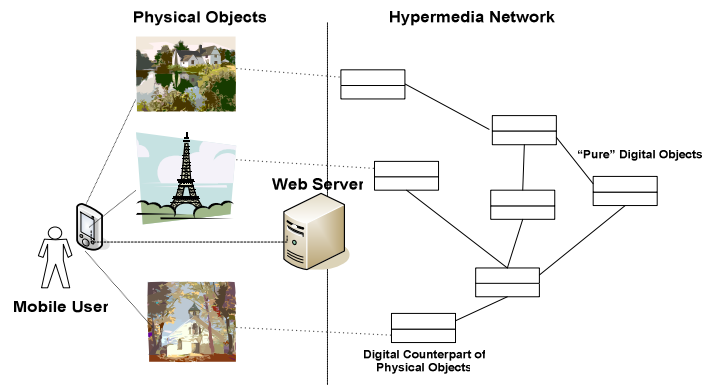 Physical Objects
Hypermedia Network
"Pure" Digital Objects
Web Server
Mobile User
Digital Counterpart of
Physical Objects